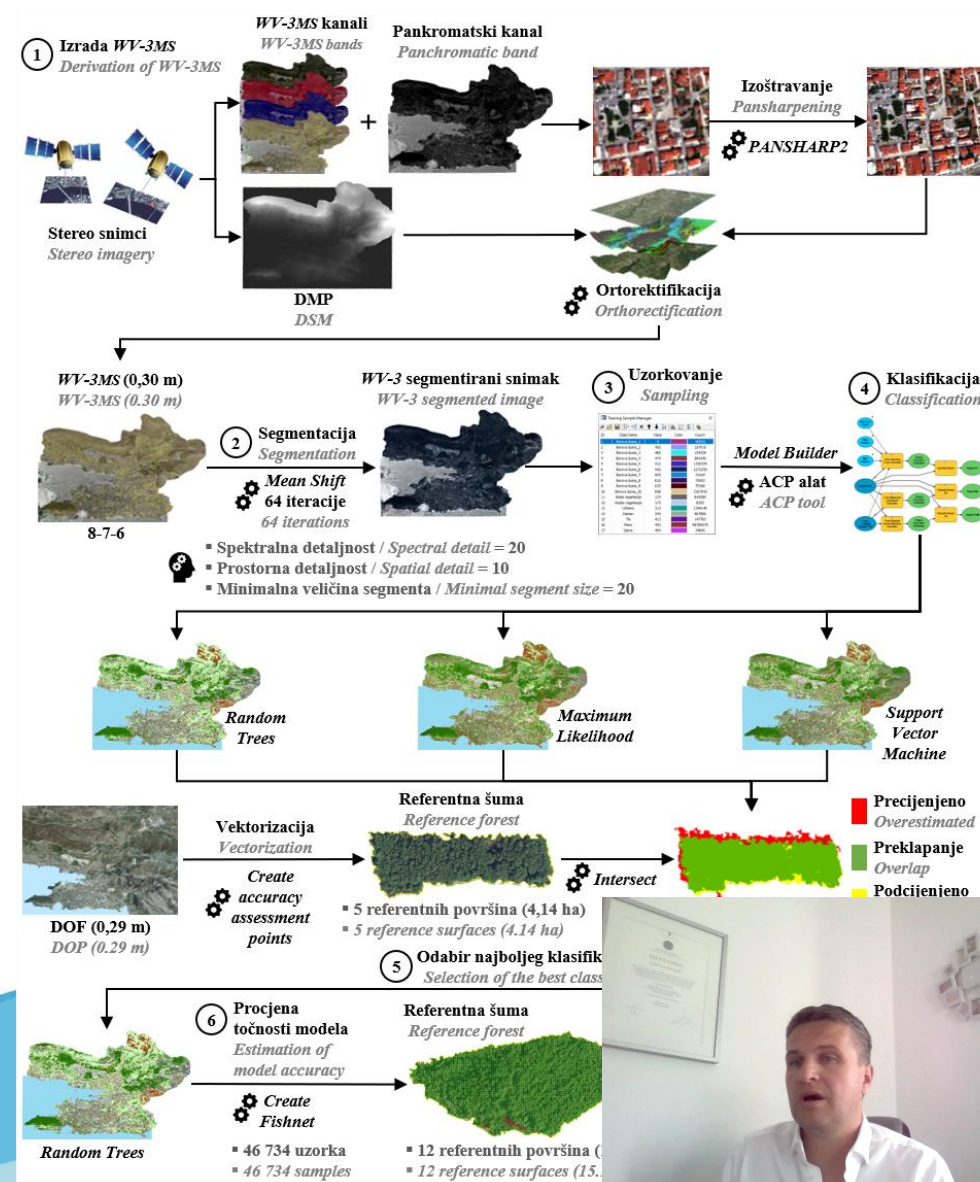 1
Izrada WV-3MS
Derivation of WV-3MS
WV-3MS kanali
WV-3MS bands
Pankromatski kanal
Panchromatic band
+
Izoštravanje
Pansharpening
PANSHARP2
Stereo snimci
Stereo imagery
DMP
DSM
Ortorektifikacija
Orthorectification
WV-3MS (0,30 m)
WV-3MS (0.30 m)
8-7-6
2
Segmentacija
Segmentation
Mean Shift
64 iteracije
64 iterations
WV-3 segmentirani snimak
WV-3 segmented image
3
Uzorkovanje
Sampling
Training Sample Manager
Model Builder
ACP alat
ACP tool
4
Klasifikacija
Classification
▪ Spektralna detaljnost / Spectral detail = 20
▪ Prostorna detaljnost / Spatial detail = 10
▪ Minimalna veličina segmenta / Minimal segment size = 20
Random
Trees
Maximum
Likelihood
Support
Vector
Machine
DOF (0,29 m)
DOP (0.29 m)
Vektorizacija
Vectorization
Create
accuracy
assessment
points
Referentna šuma
Reference forest
▪ 5 referentnih površina (4,14 ha)
▪ 5 reference surfaces (4.14 ha)
Intersect
Precijenjeno
Overestimated
Preklapanje
Overlap
Podcijenjeno
5
Odabir najboljeg klasifik
Selection of the best class
6
Procjena
točnosti modela
Estimation of
model accuracy
Create
Fishnet
▪ 46 734 uzorka
▪ 46 734 samples
Random Trees
Referentna šuma
Reference forest
▪ 12 referentnih površina (
▪ 12 reference surfaces (15.